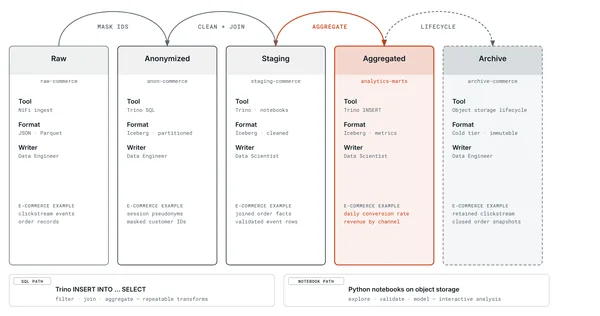 MASK IDS
CLEAN + JOIN
AGGREGATE
LIFECYCLE
Raw
raw-commerce
Tool
NiFi ingest
Format
JSON · Parquet
Writer
Data Engineer
E-COMMERCE EXAMPLE
clickstream events
order records
Anonymized
anon-commerce
Tool
Trino SQL
Format
Iceberg · partitioned
Writer
Data Engineer
E-COMMERCE EXAMPLE
session pseudonyms
masked customer IDs
Staging
staging-commerce
Tool
Trino · notebooks
Format
Iceberg · cleaned
Writer
Data Scientist
E-COMMERCE EXAMPLE
joined order facts
validated event rows
Aggregated
analytics-marts
Tool
Trino INSERT
Format
Iceberg · metrics
Writer
Data Scientist
E-COMMERCE EXAMPLE
daily conversion rate
revenue by channel
Archive
archive-commerce
Tool
Object storage lifecycle
Format
Cold tier · immutable
Writer
Data Engineer
E-COMMERCE EXAMPLE
retained clickstream
closed order snapshots
SQL PATH
Trino INSERT INTO ... SELECT
filter · join · aggregate — repeatable transforms
NOTEBOOK PATH
Python notebooks on object storage
explore · validate · model — interactive analysis